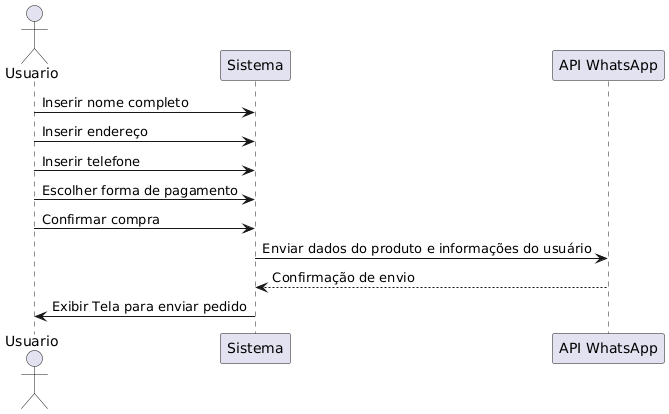 Usuario
Sistema
API WhatsApp
Inserir nome completo
Inserir endereço
Inserir telefone
Escolher forma de pagamento
Confirmar compra
Enviar dados do produto e informações do usuário
Confirmação de envio
Exibir Tela para enviar pedido
Usuario
Sistema
API WhatsApp